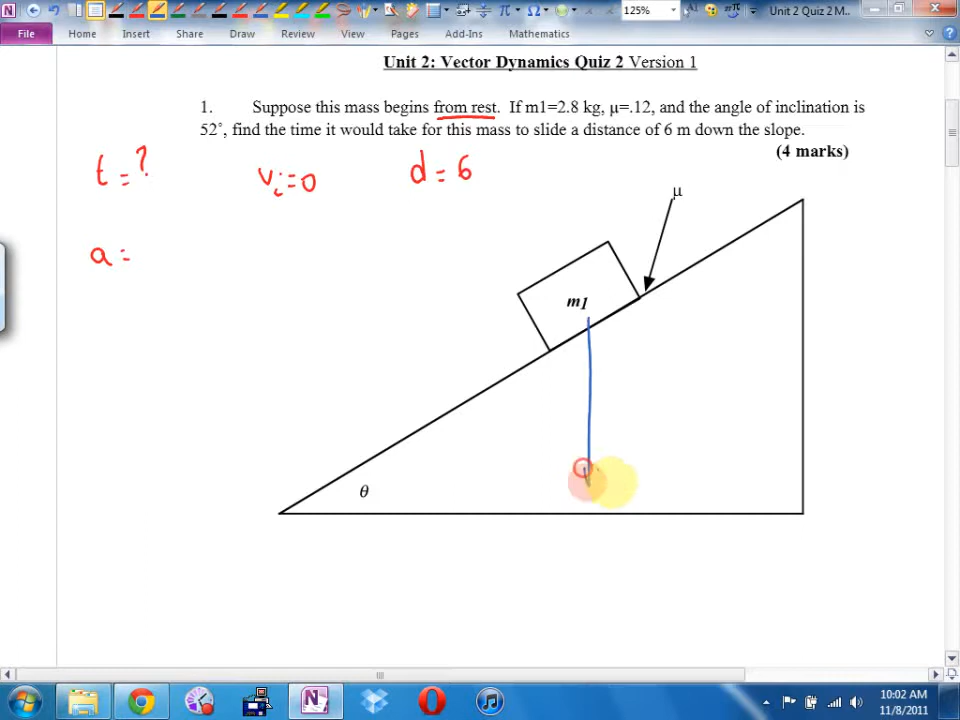 125%
Unit 2 Quiz 2 M..
File
Home
Insert
Share
Draw
Review
View
Pages
Add-Ins
Mathematics
Unit 2: Vector Dynamics Quiz 2 Version 1
1. Suppose this mass begins from rest. If m1=2.8 kg, μ=.12, and the angle of inclination is
52˚, find the time it would take for this mass to slide a distance of 6 m down the slope.
(4 marks)
t = ?
vi = 0
d = 6
a =
μ
m1
θ
10:02 AM
11/8/2011